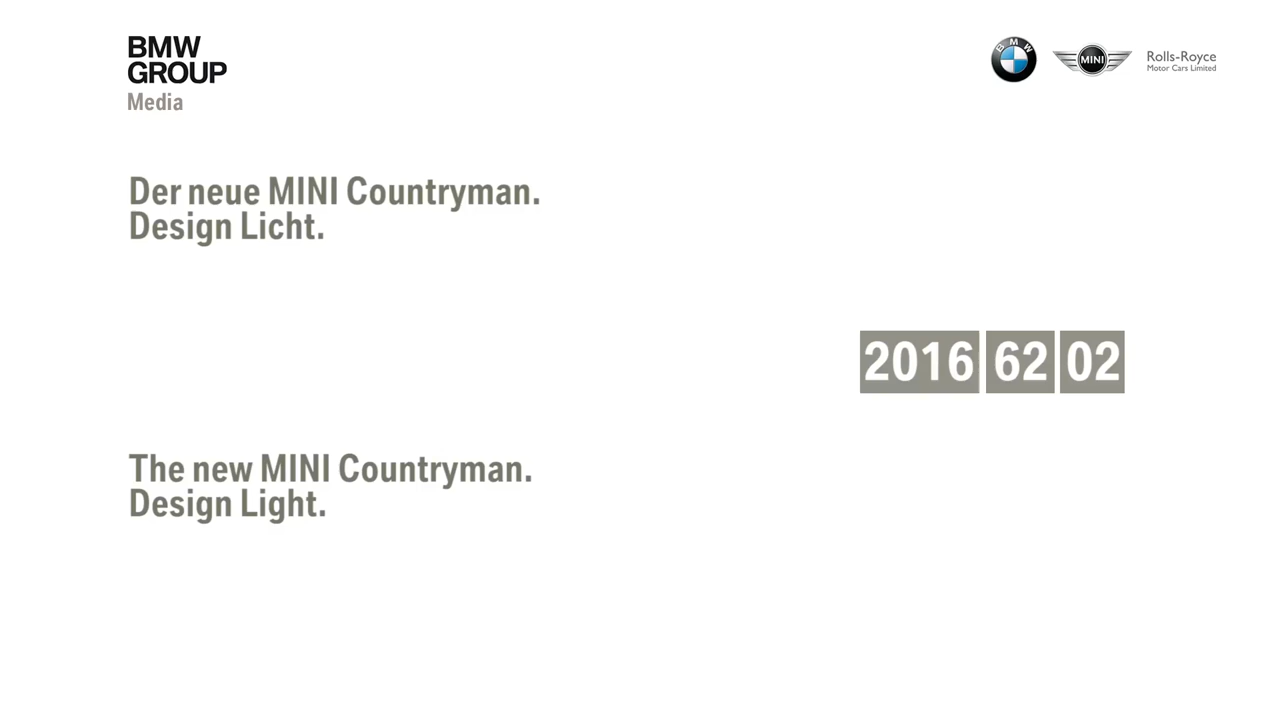 BMW
GROUP
Media
BMW
MINI
Rolls-Royce
Motor Cars Limited
Der neue MINI Countryman.
Design Licht.
2016 62 02
The new MINI Countryman.
Design Light.